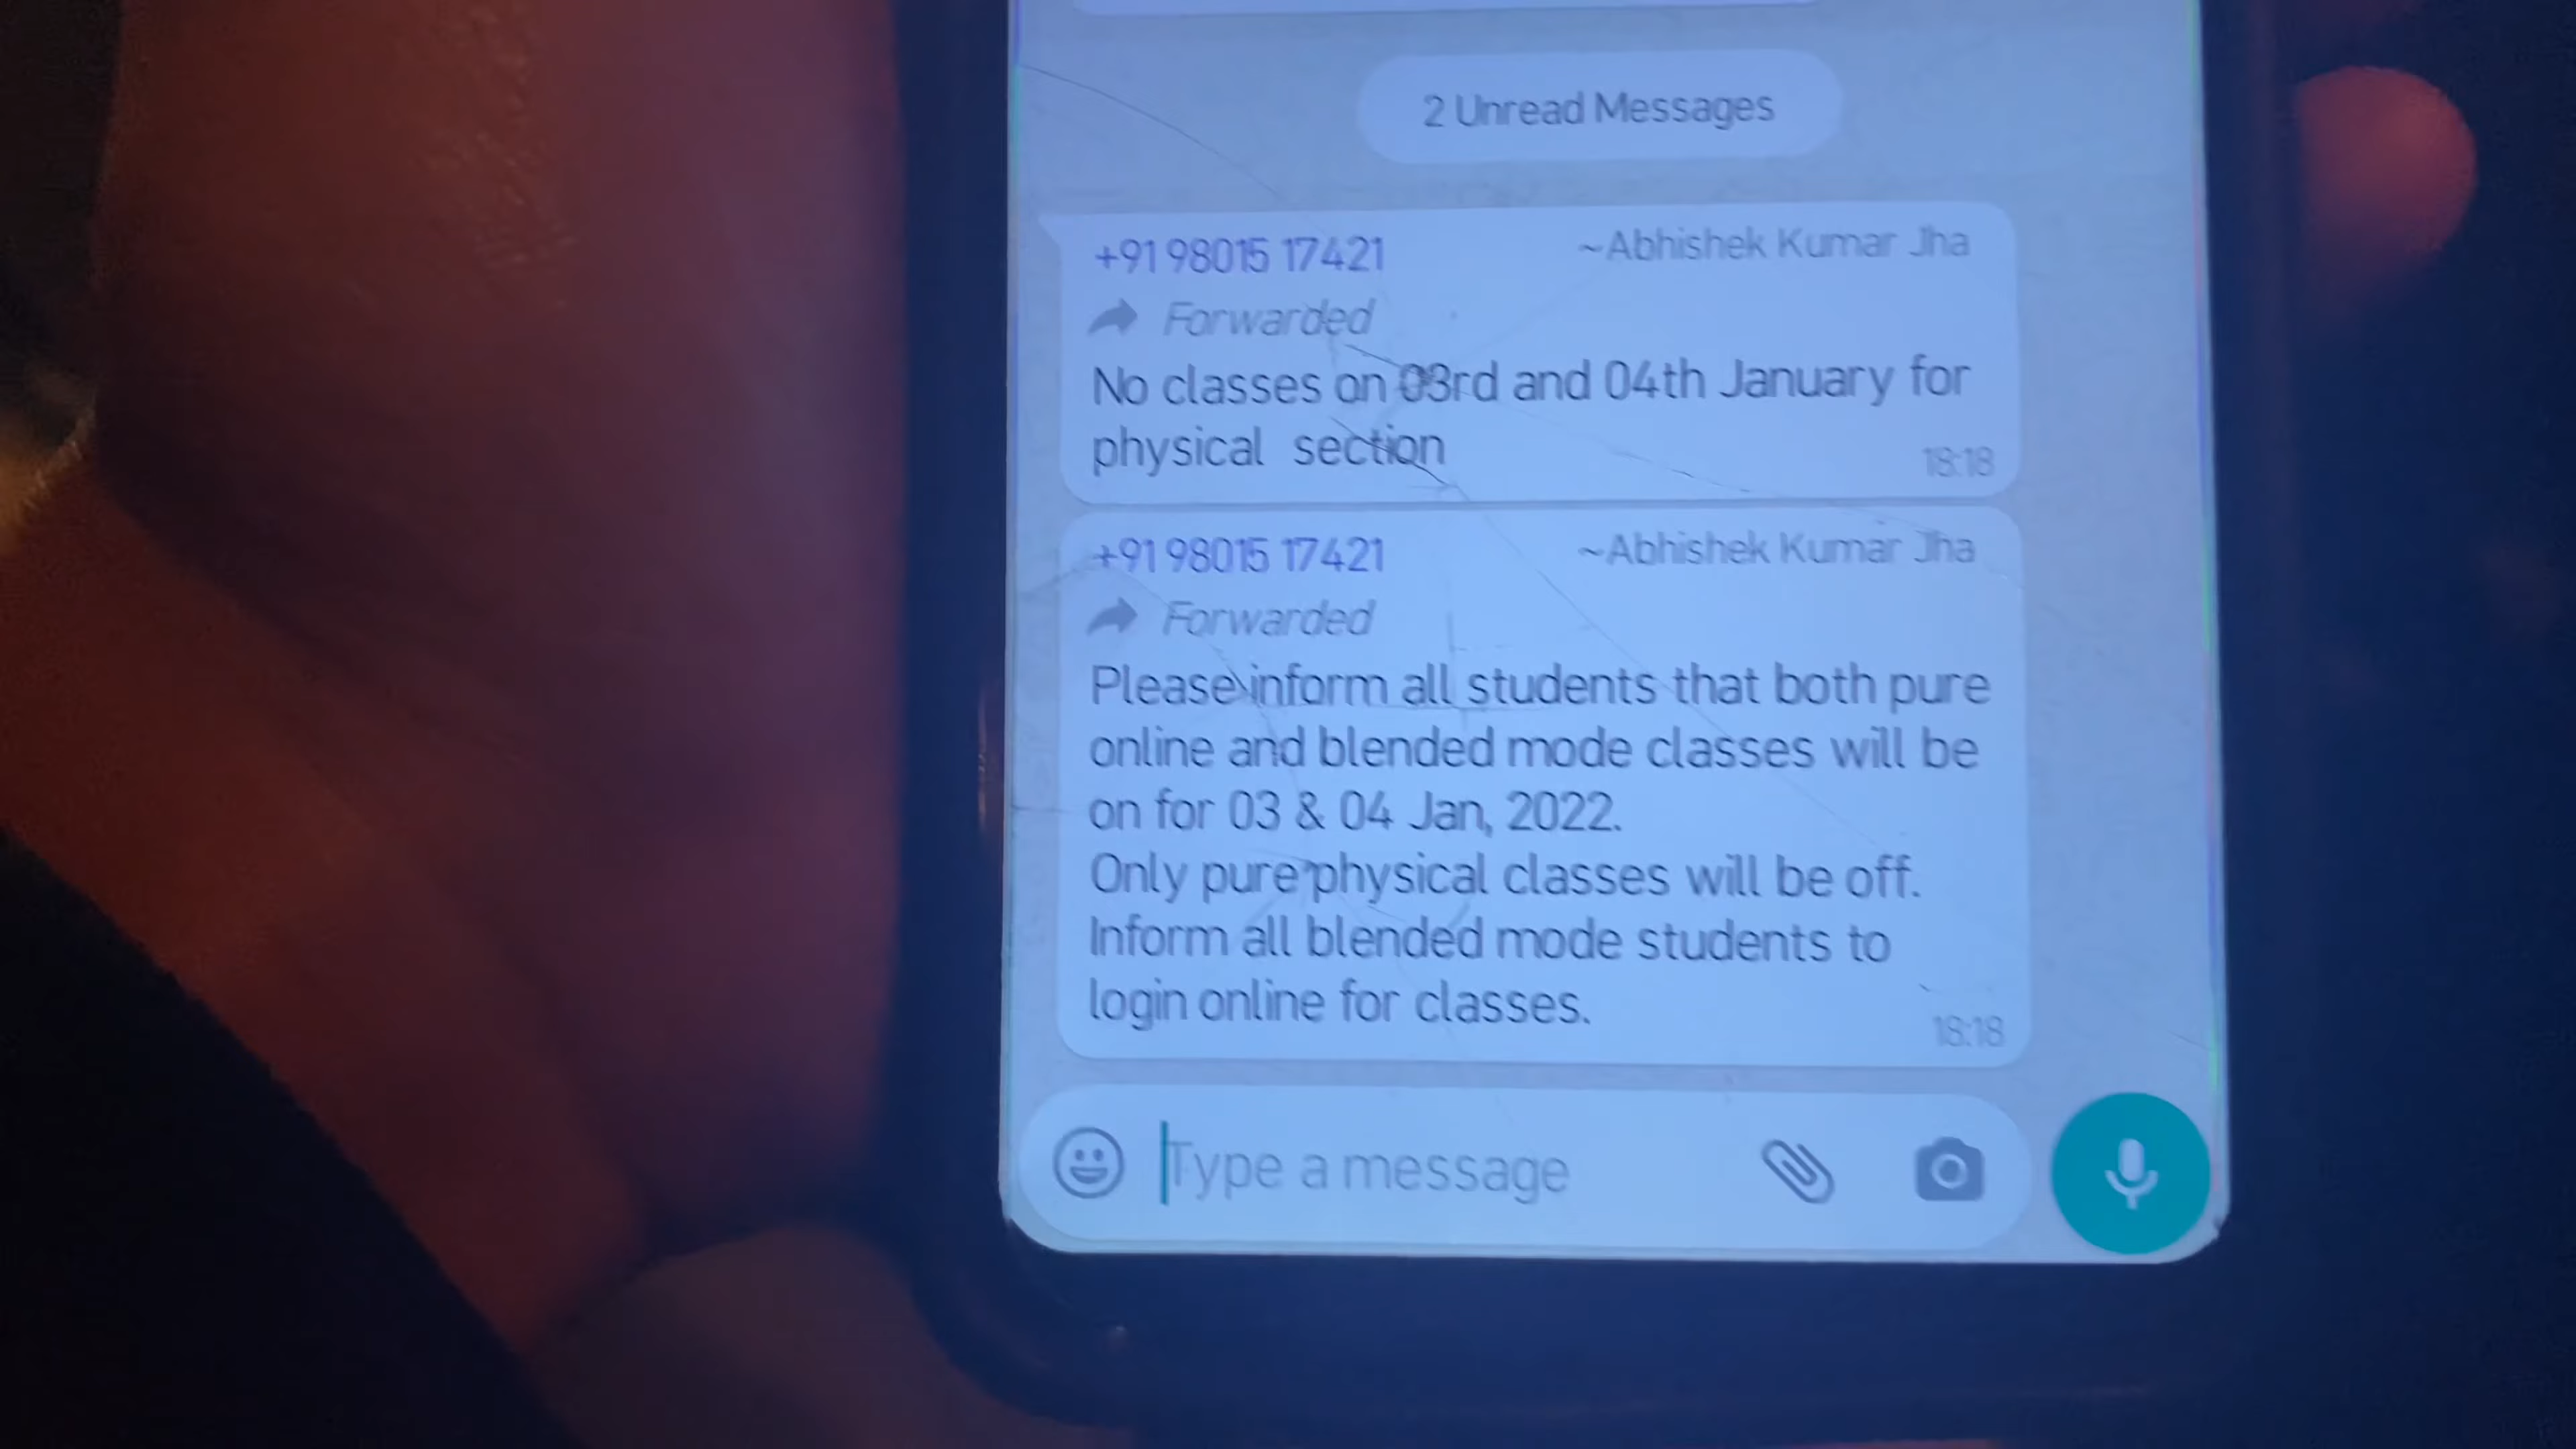 2 Unread Messages
+91 98015 17421 ~Abhishek Kumar Jha
Forwarded
No classes on 03rd and 04th January for
physical section
18:18
+91 98015 17421 ~Abhishek Kumar Jha
Forwarded
Please inform all students that both pure
online and blended mode classes will be
on for 03 & 04 Jan, 2022.
Only pure physical classes will be off.
Inform all blended mode students to
login online for classes.
18:18
Type a message